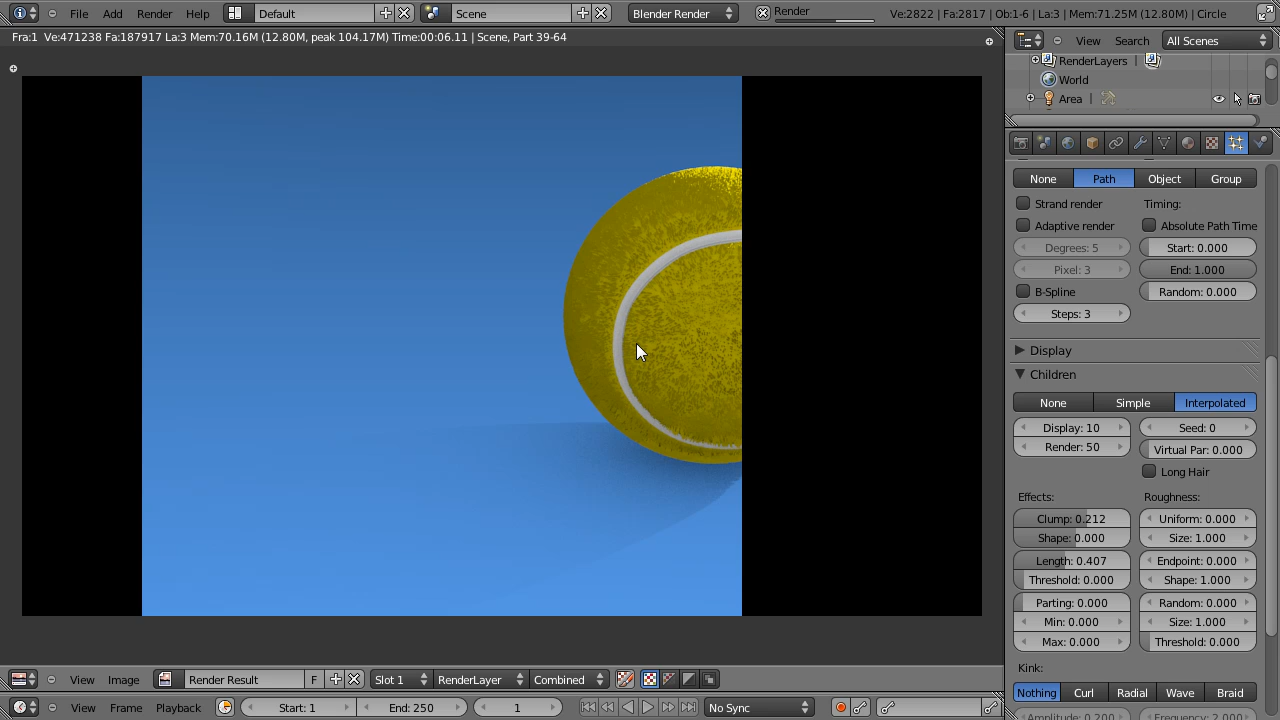 File Add Render Help Default Scene Blender Render Render Ve:2822 | Fa:2817 | Ob:1-6 | La:3 | Mem:71.25M (12.80M) | Circle
Fra:1 Ve:471238 Fa:187917 La:3 Mem:70.16M (12.80M, peak 104.17M) Time:00:06.11 | Scene, Part 39-64
View Search All Scenes
RenderLayers |
World
Area |
None Path Object Group
Strand render Timing:
Adaptive render Absolute Path Time
Degrees: 5 Start: 0.000
Pixel: 3 End: 1.000
B-Spline Random: 0.000
Steps: 3
Display
Children
None Simple Interpolated
Display: 10 Seed: 0
Render: 50 Virtual Par: 0.000
Long Hair
Effects: Roughness:
Clump: 0.212 Uniform: 0.000
Shape: 0.000 Size: 1.000
Length: 0.407 Endpoint: 0.000
Threshold: 0.000 Shape: 1.000
Parting: 0.000 Random: 0.000
Min: 0.000 Size: 1.000
Max: 0.000 Threshold: 0.000
Kink:
Nothing Curl Radial Wave Braid
Amplitude: 0.200 Frequency: 2.000
View Image Render Result F Slot 1 RenderLayer Combined
View Frame Playback Start: 1 End: 250 1 No Sync